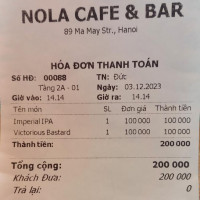 NOLA CAFE & BAR
89 Ma May Str., Hanoi
HÓA ĐƠN THANH TOÁN
Số HĐ: 00088 TN: Đức
Tầng 2A - 01 Ngày: 03.12.2023
Giờ vào: 14.14 Giờ ra: 14.14
Tên món SL Đơn giá Thành tiền
Imperial IPA 1 100 000 100 000
Victorious Bastard 1 100 000 100 000
Thành tiền: 200 000
Tổng cộng: 200 000
Khách Đưa: 200 000
Trả lại: 0